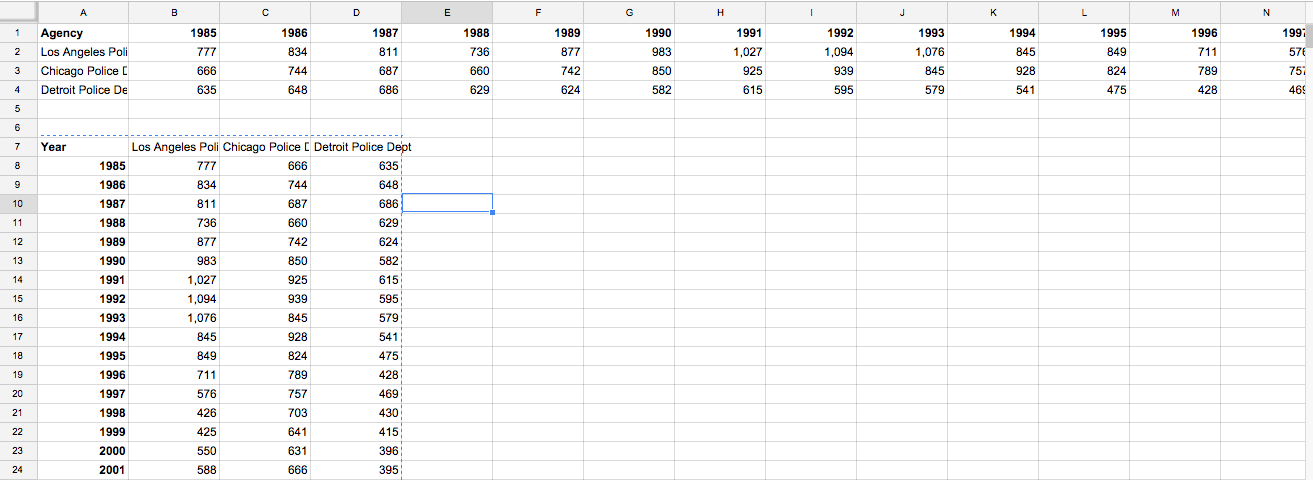 A B C D E F G H I J K L M N
1 Agency 1985 1986 1987 1988 1989 1990 1991 1992 1993 1994 1995 1996 1997
2 Los Angeles Poli 777 834 811 736 877 983 1,027 1,094 1,076 845 849 711 576
3 Chicago Police D 666 744 687 660 742 850 925 939 845 928 824 789 757
4 Detroit Police De 635 648 686 629 624 582 615 595 579 541 475 428 469
5
6
7 Year Los Angeles Poli Chicago Police D Detroit Police Dept
8 1985 777 666 635
9 1986 834 744 648
10 1987 811 687 686
11 1988 736 660 629
12 1989 877 742 624
13 1990 983 850 582
14 1991 1,027 925 615
15 1992 1,094 939 595
16 1993 1,076 845 579
17 1994 845 928 541
18 1995 849 824 475
19 1996 711 789 428
20 1997 576 757 469
21 1998 426 703 430
22 1999 425 641 415
23 2000 550 631 396
24 2001 588 666 395